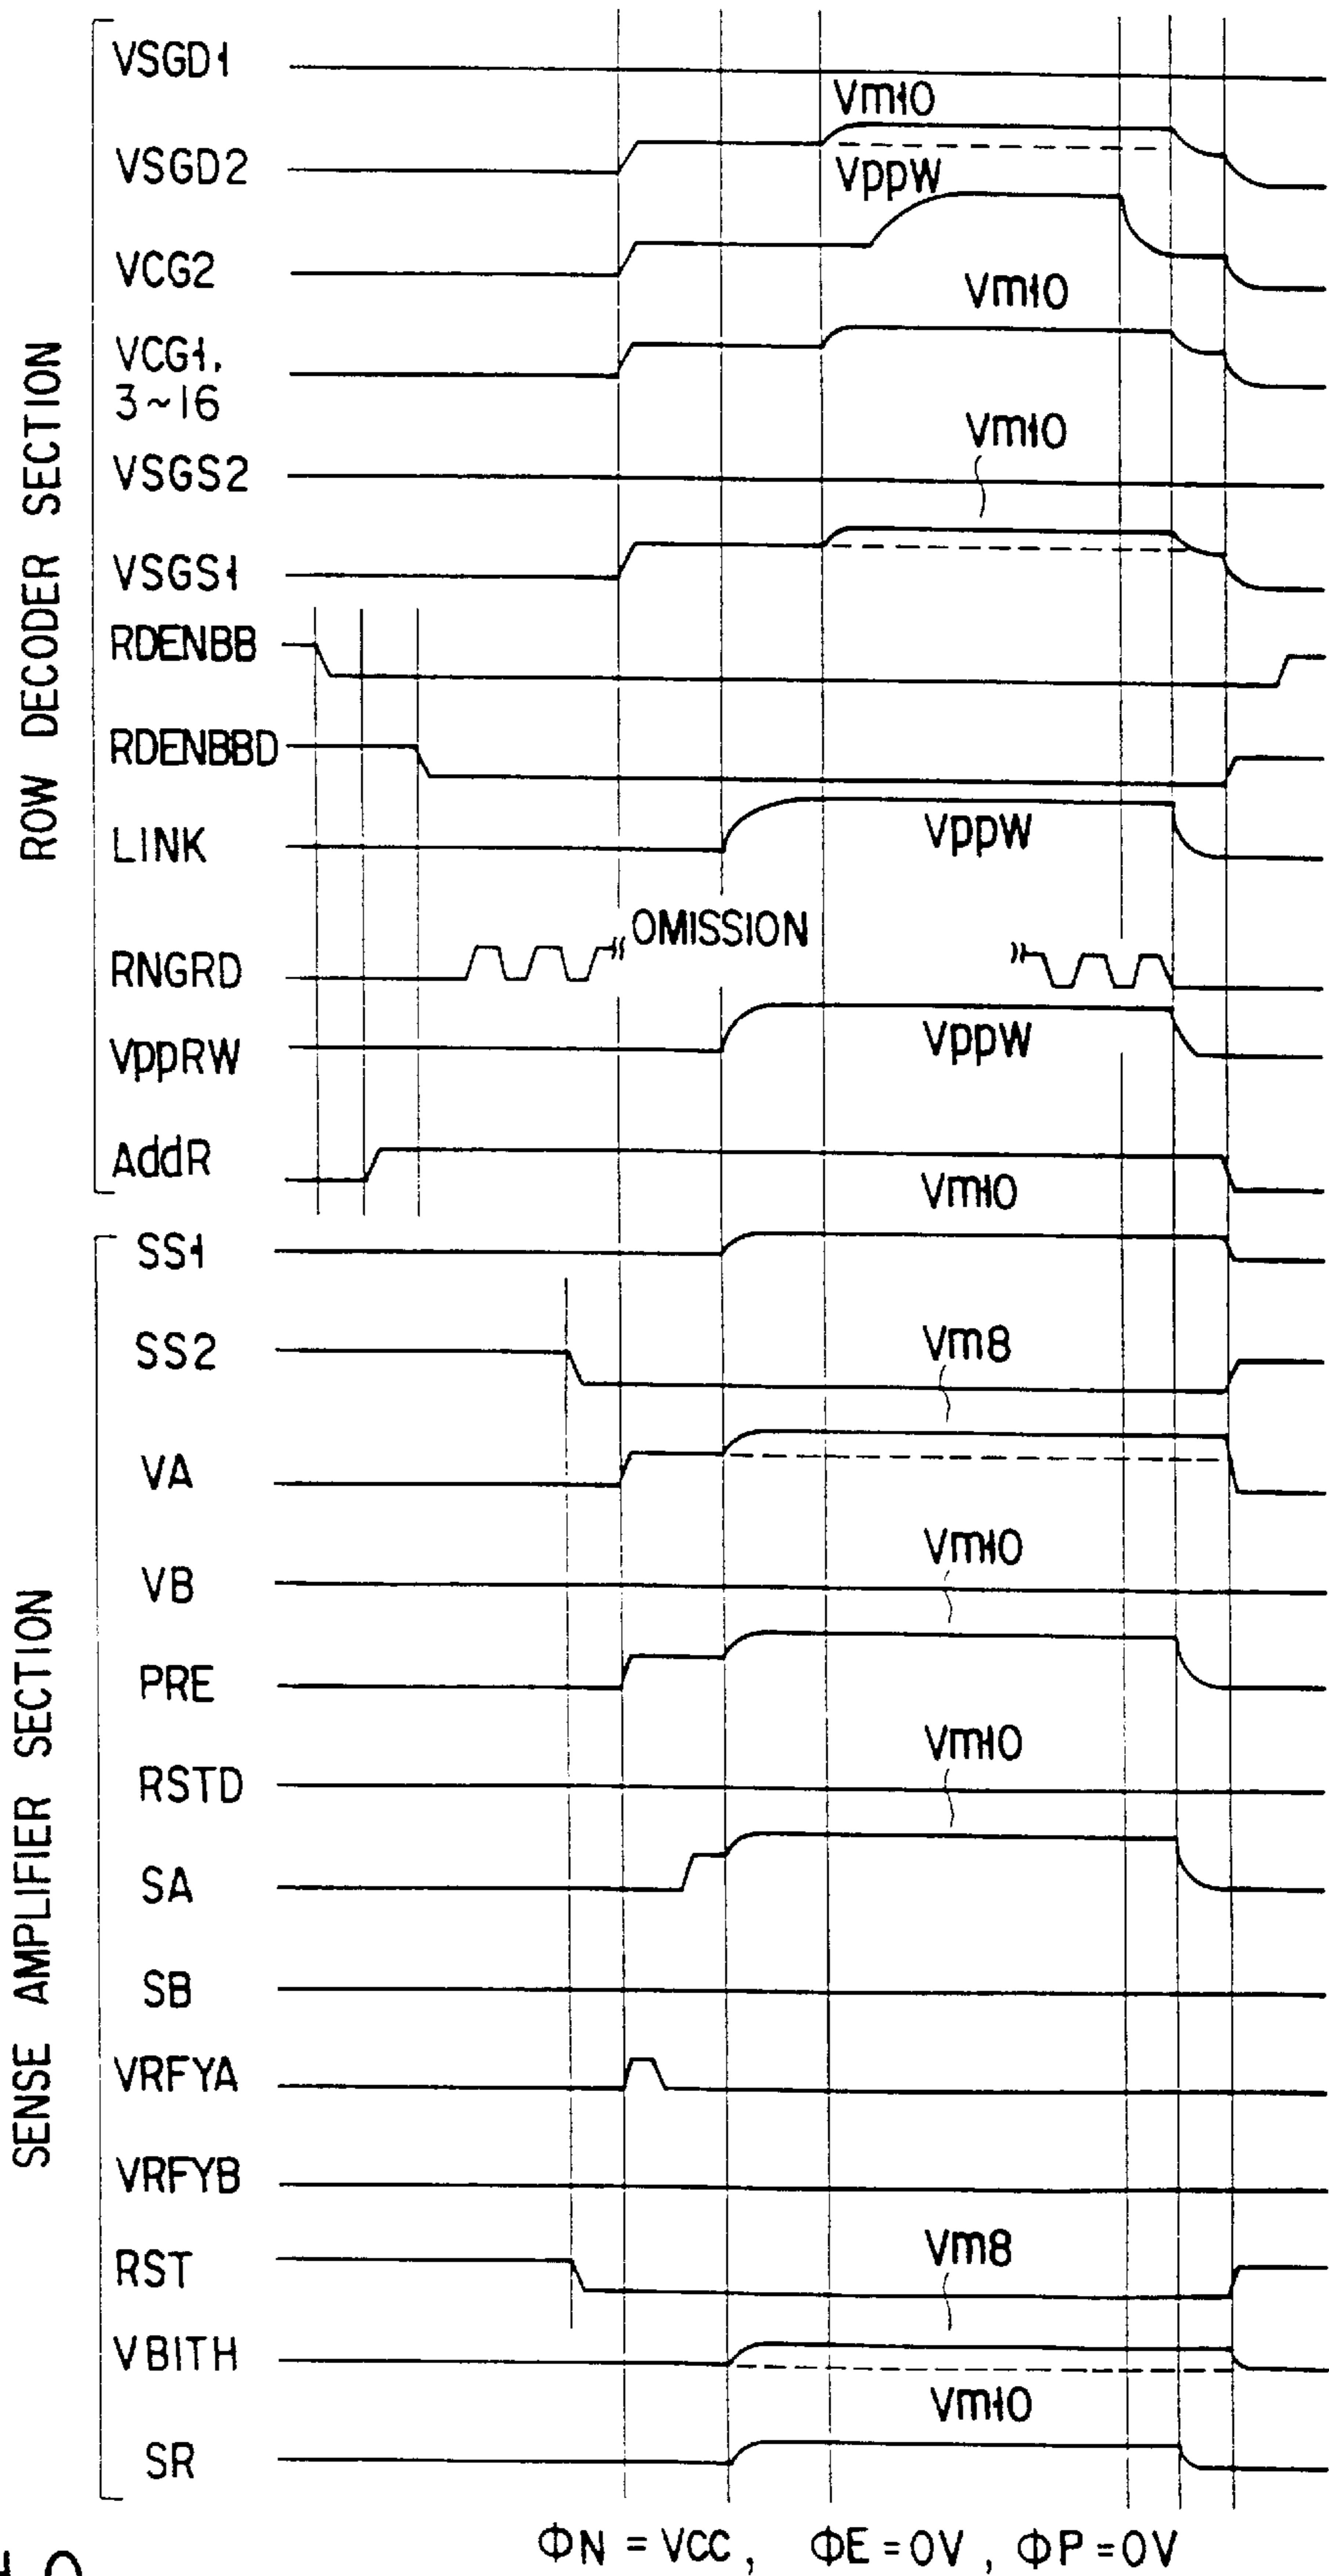 ROW DECODER SECTION
VSGD1
Vm10
VSGD2
VppW
VCG2
Vm10
VCG1,
3~16
Vm10
VSGS2
VSGS1
RDENBB
RDENBBD
LINK
VppW
OMISSION
RNGRD
VppRW
VppW
AddR
Vm10
SENSE AMPLIFIER SECTION
SS1
SS2
Vm8
VA
Vm10
VB
PRE
Vm10
RSTD
SA
SB
VRFYA
VRFYB
RST
Vm8
VBITH
Vm10
SR
ΦN = VCC, ΦE = 0V, ΦP = 0V